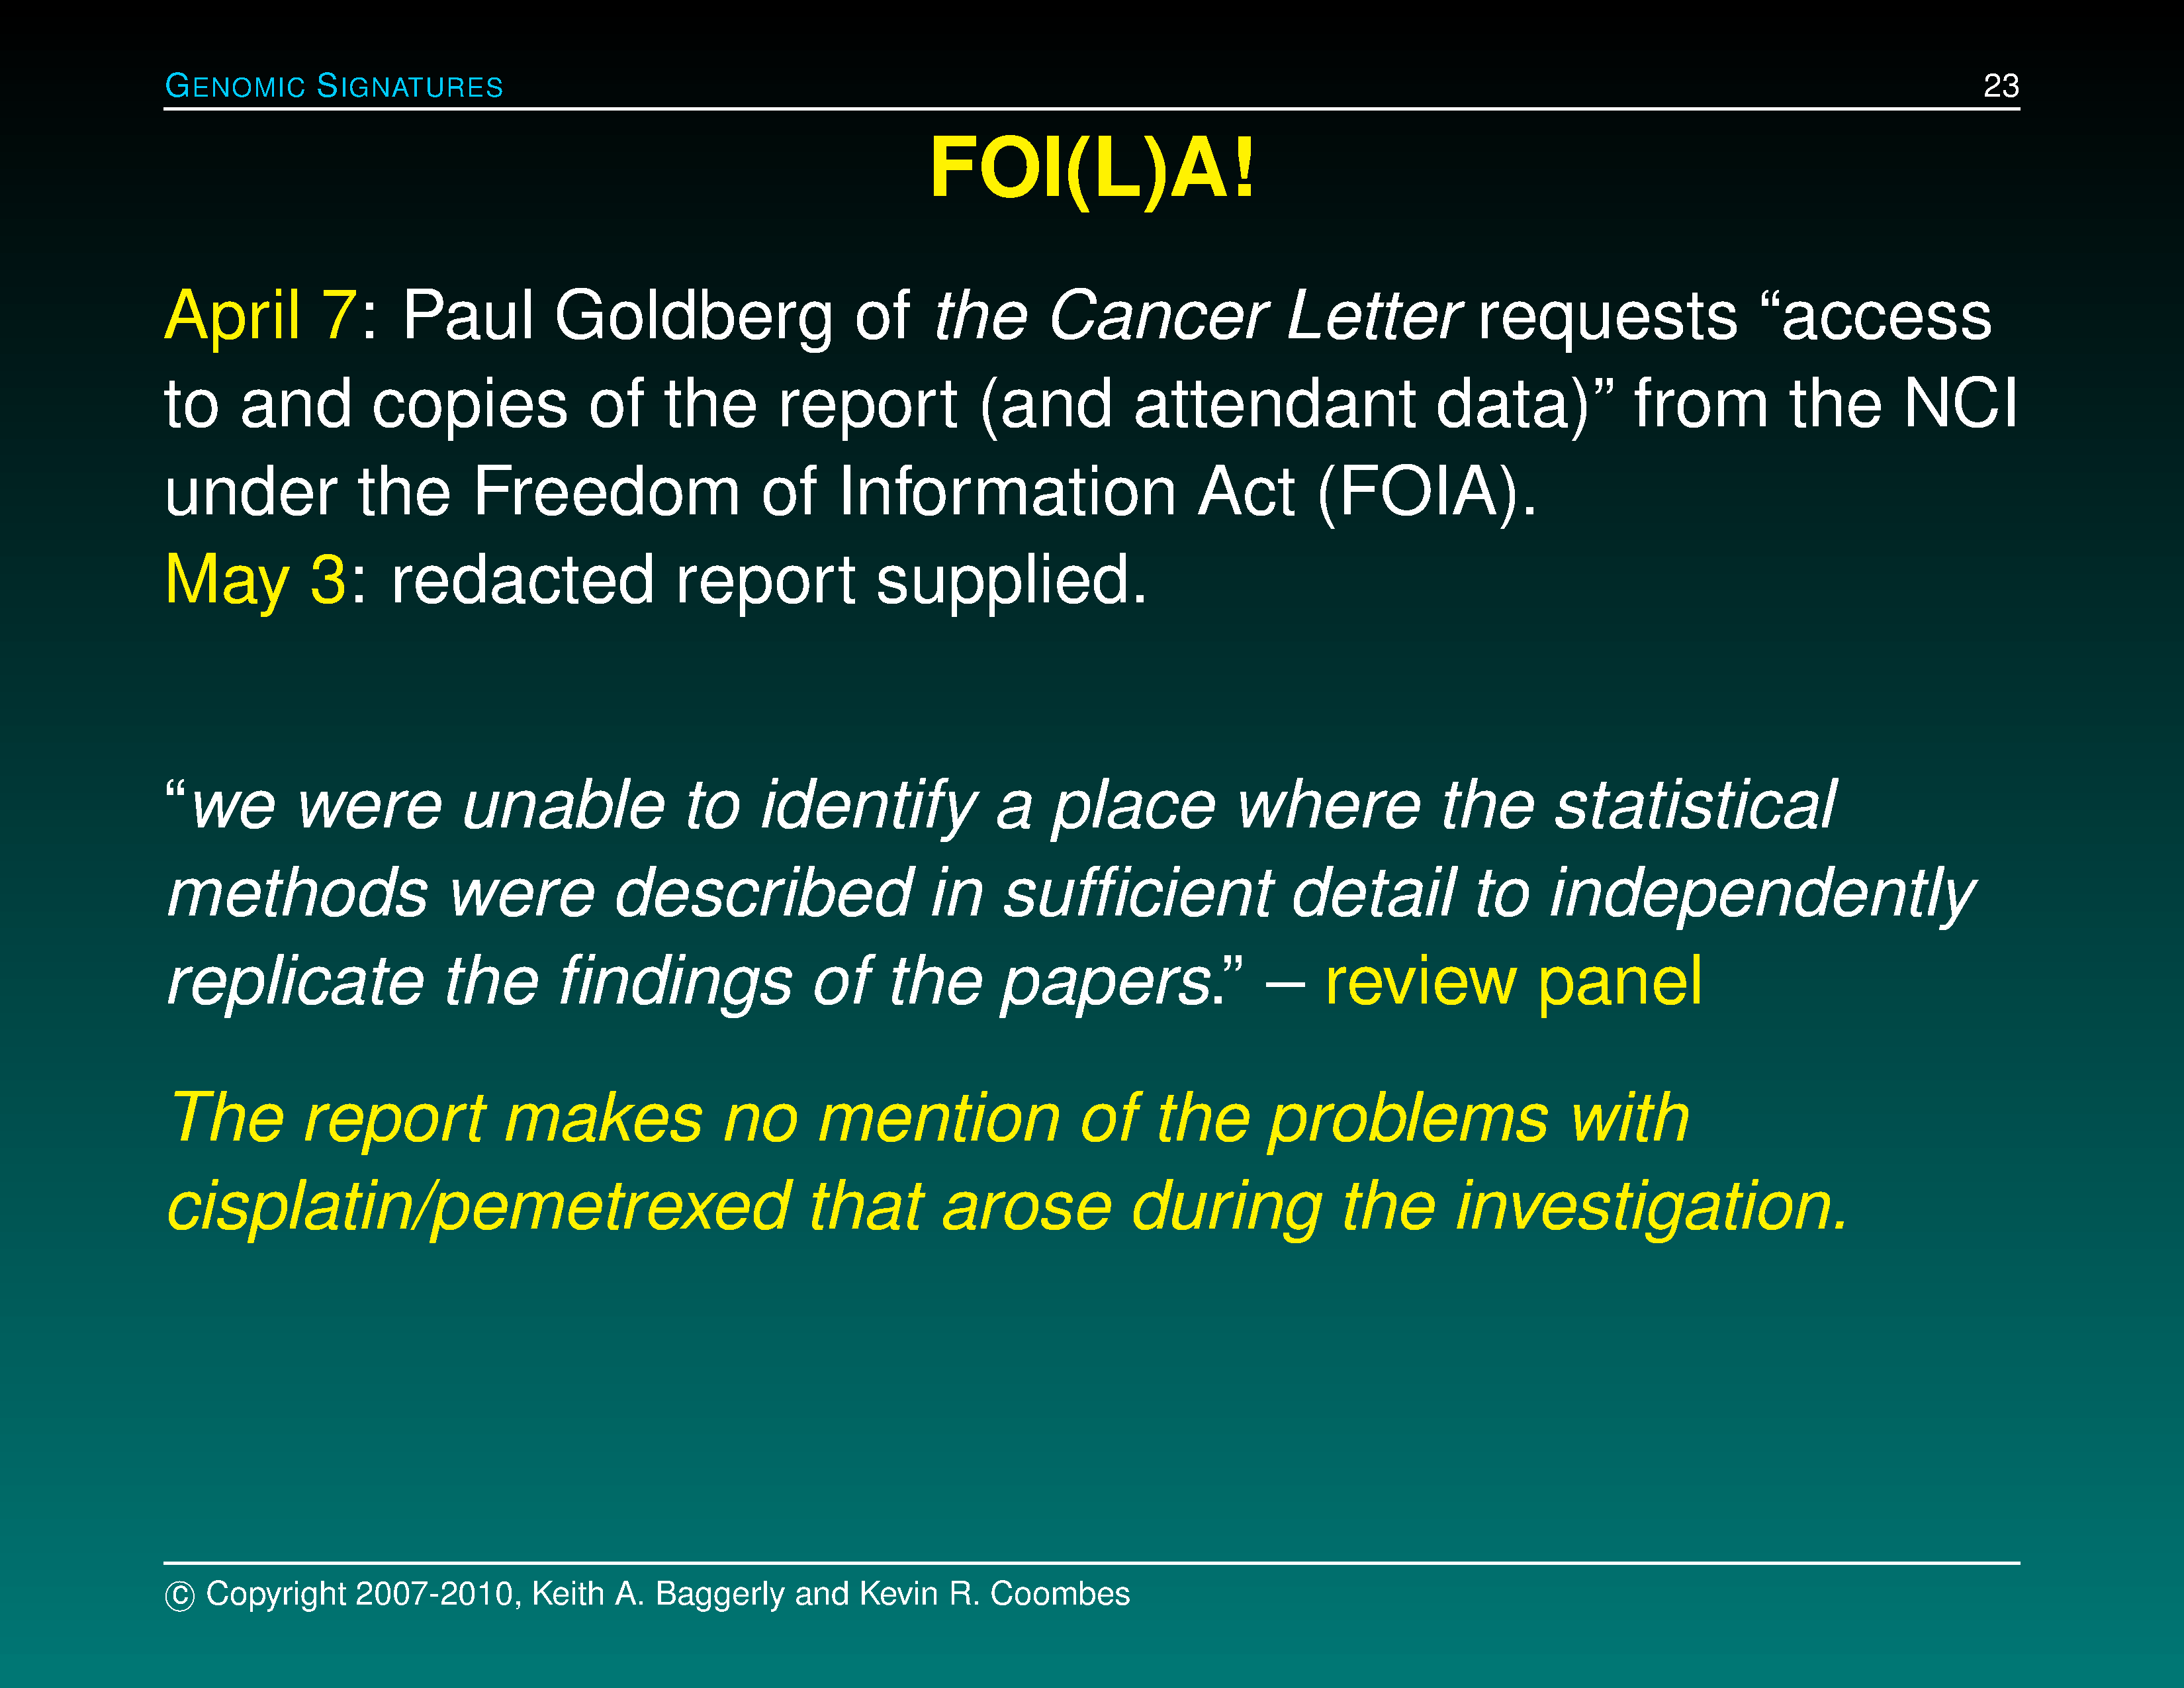 GENOMIC SIGNATURES 23
FOI(L)A!
April 7: Paul Goldberg of the Cancer Letter requests “access
to and copies of the report (and attendant data)” from the NCI
under the Freedom of Information Act (FOIA).
May 3: redacted report supplied.
“we were unable to identify a place where the statistical
methods were described in sufficient detail to independently
replicate the findings of the papers.” – review panel
The report makes no mention of the problems with
cisplatin/pemetrexed that arose during the investigation.
© Copyright 2007-2010, Keith A. Baggerly and Kevin R. Coombes